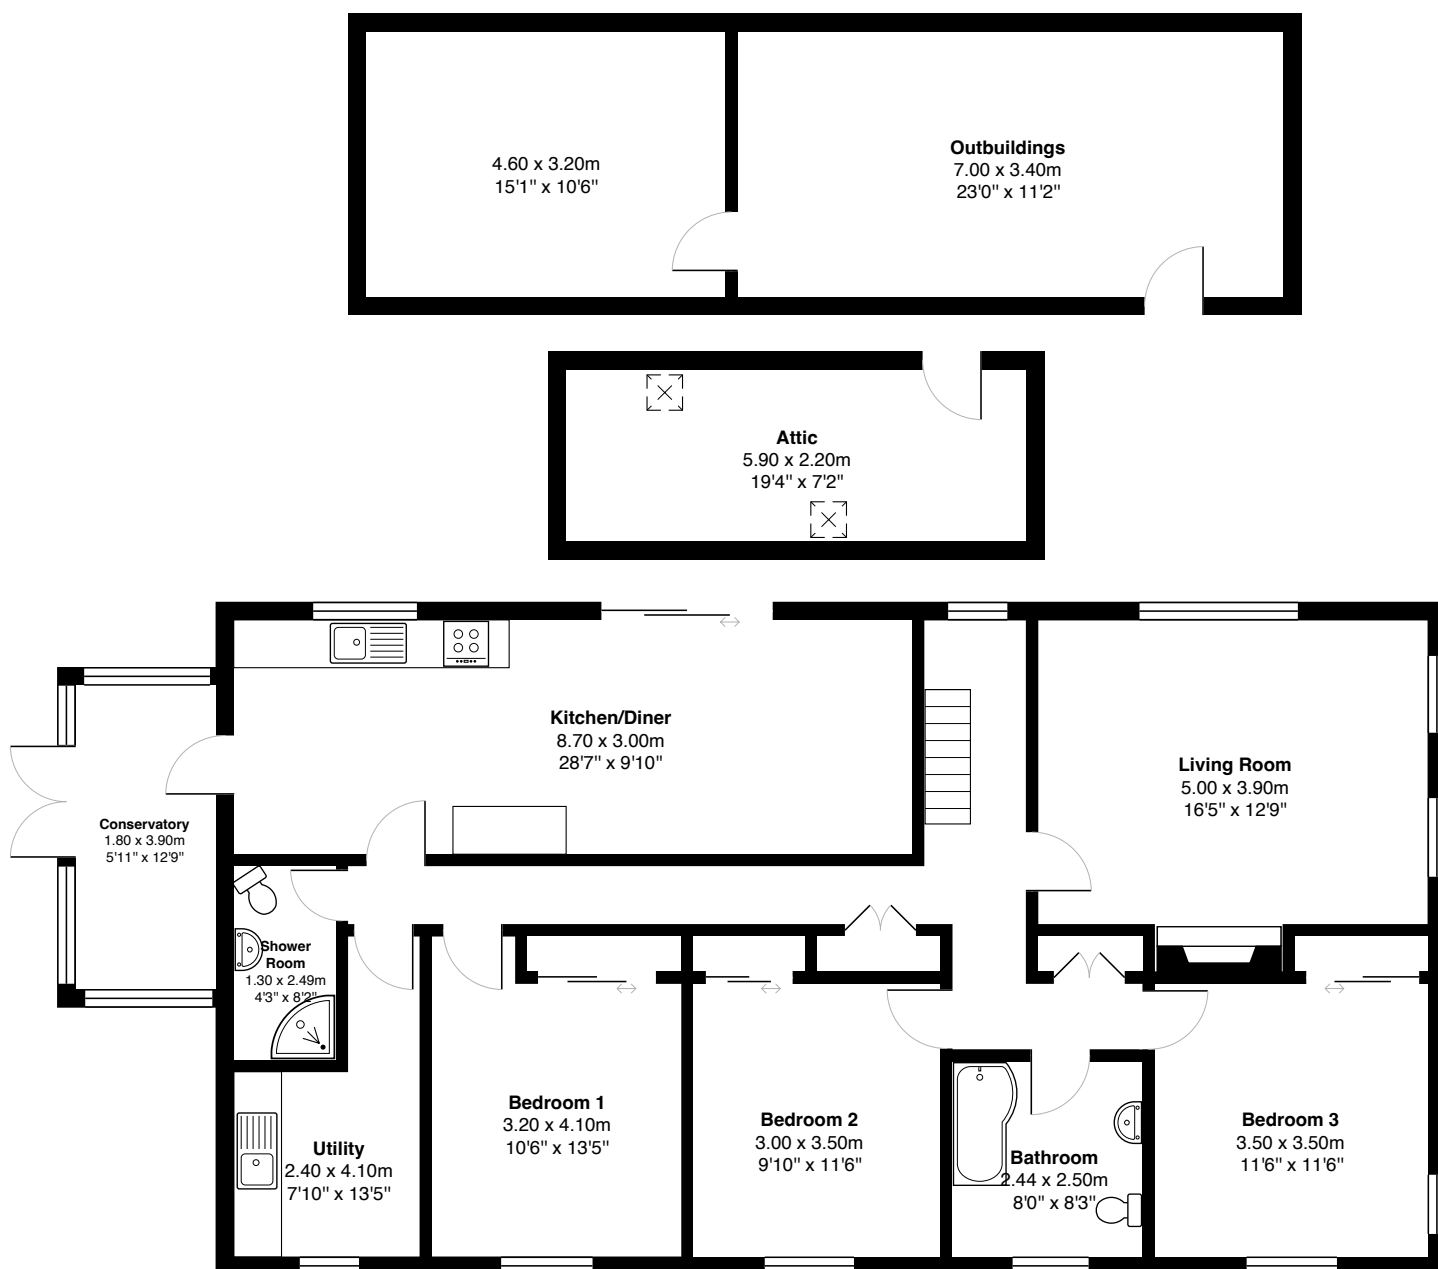 4.60 x 3.20m
15'1" x 10'6"
Outbuildings
7.00 x 3.40m
23'0" x 11'2"
Attic
5.90 x 2.20m
19'4" x 7'2"
Kitchen/Diner
8.70 x 3.00m
28'7" x 9'10"
Living Room
5.00 x 3.90m
16'5" x 12'9"
Conservatory
1.80 x 3.90m
5'11" x 12'9"
Shower
Room
1.30 x 2.49m
4'3" x 8'2"
Bedroom 1
3.20 x 4.10m
10'6" x 13'5"
Bedroom 2
3.00 x 3.50m
9'10" x 11'6"
Bedroom 3
3.50 x 3.50m
11'6" x 11'6"
Utility
2.40 x 4.10m
7'10" x 13'5"
Bathroom
2.44 x 2.50m
8'0" x 8'3"